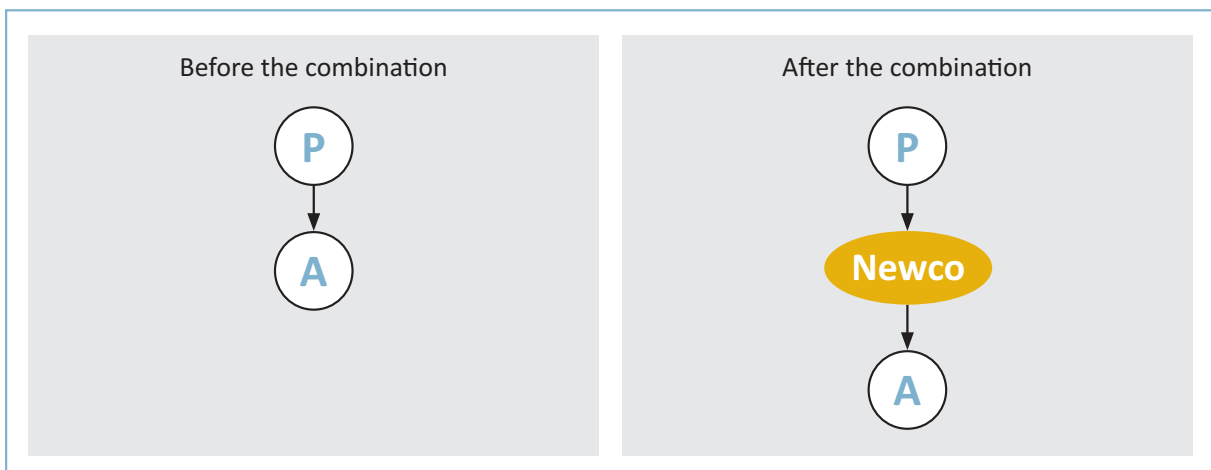 Before the combination
P
A
After the combination
P
Newco
A